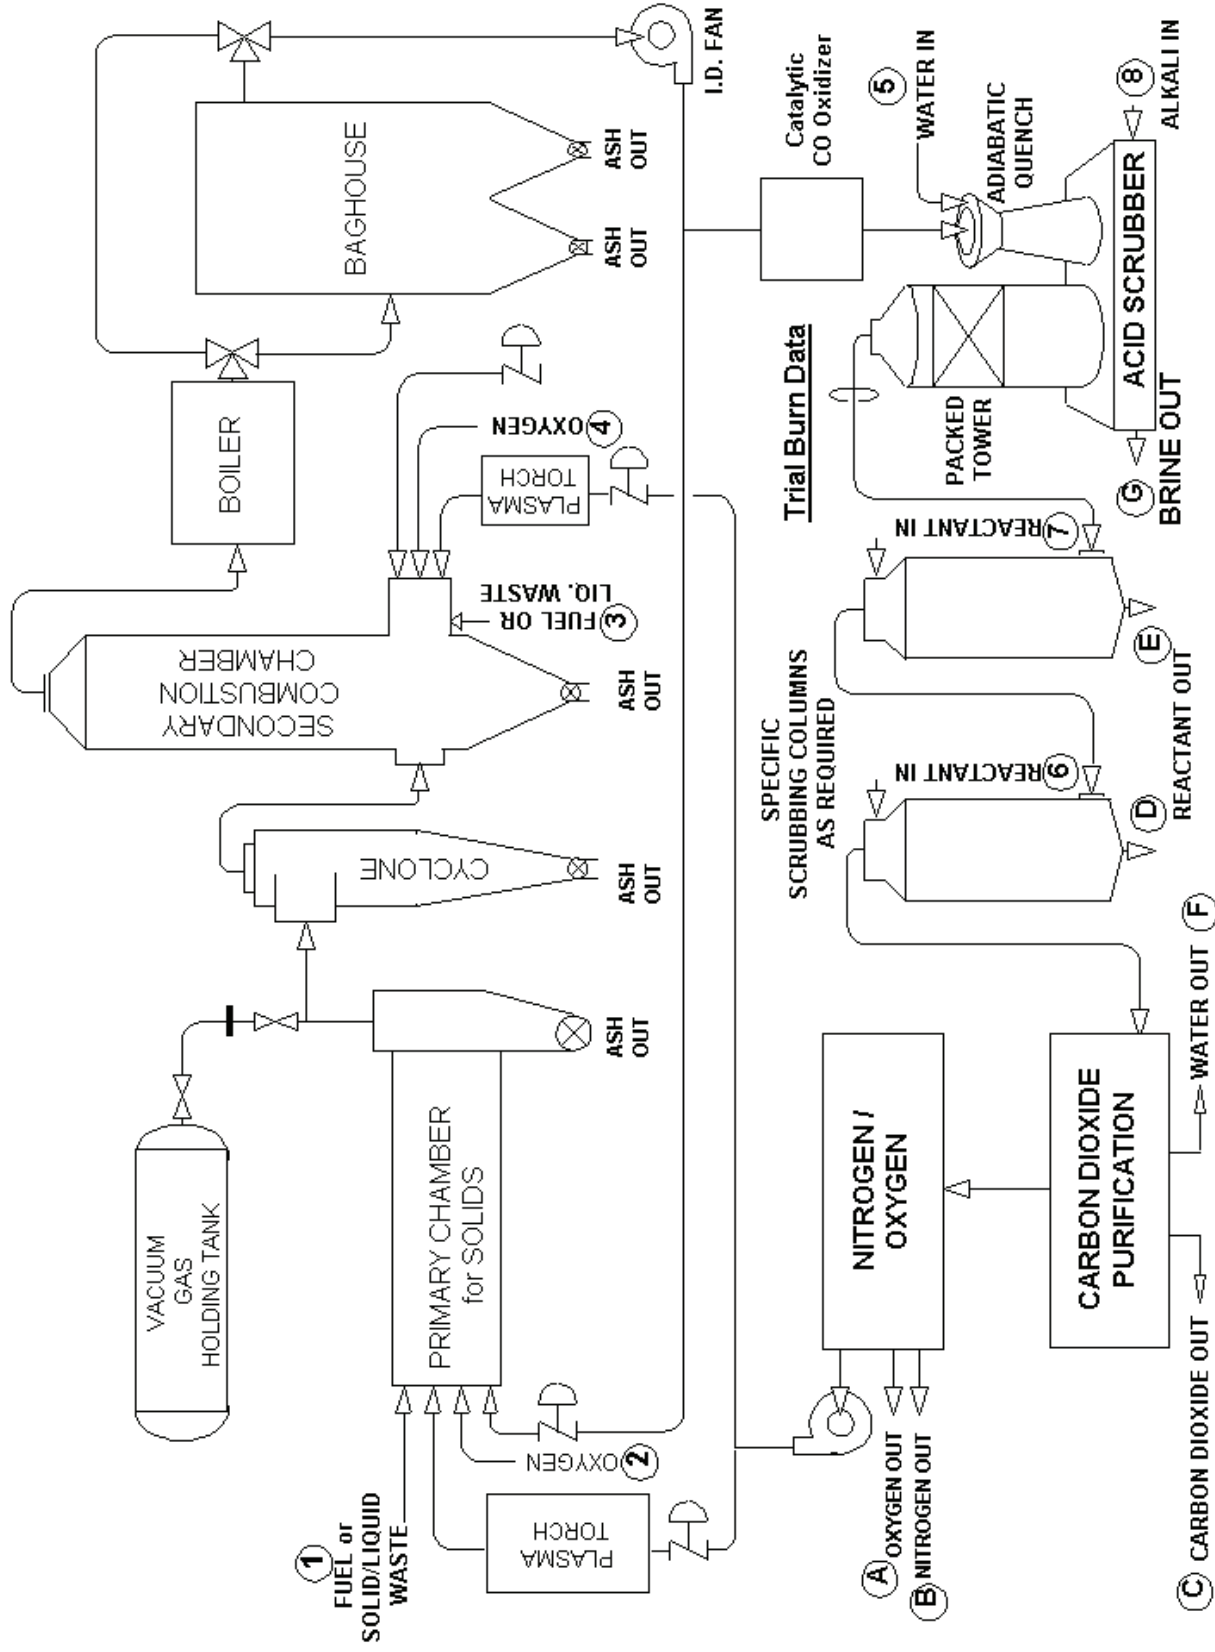 VACUUM
GAS
HOLDING TANK
1
FUEL or
SOLID/LIQUID
WASTE
PLASMA
TORCH
OXYGEN
2
PRIMARY CHAMBER
for SOLIDS
ASH
OUT
CYCLONE
ASH
OUT
SECONDARY
COMBUSTION
CHAMBER
ASH
OUT
3
FUEL OR
LIQ. WASTE
PLASMA
TORCH
OXYGEN
4
BOILER
BAGHOUSE
ASH
OUT
ASH
OUT
I.D. FAN
Catalytic
CO Oxidizer
5
WATER IN
ADIABATIC
QUENCH
8
ALKALI IN
ACID SCRUBBER
PACKED
TOWER
Trial Burn Data
G
BRINE OUT
REACTANT IN
7
E
SPECIFIC
SCRUBBING COLUMNS
AS REQUIRED
REACTANT IN
6
D
REACTANT OUT
NITROGEN /
OXYGEN
A
OXYGEN OUT
B
NITROGEN OUT
CARBON DIOXIDE
PURIFICATION
WATER OUT
F
C
CARBON DIOXIDE OUT